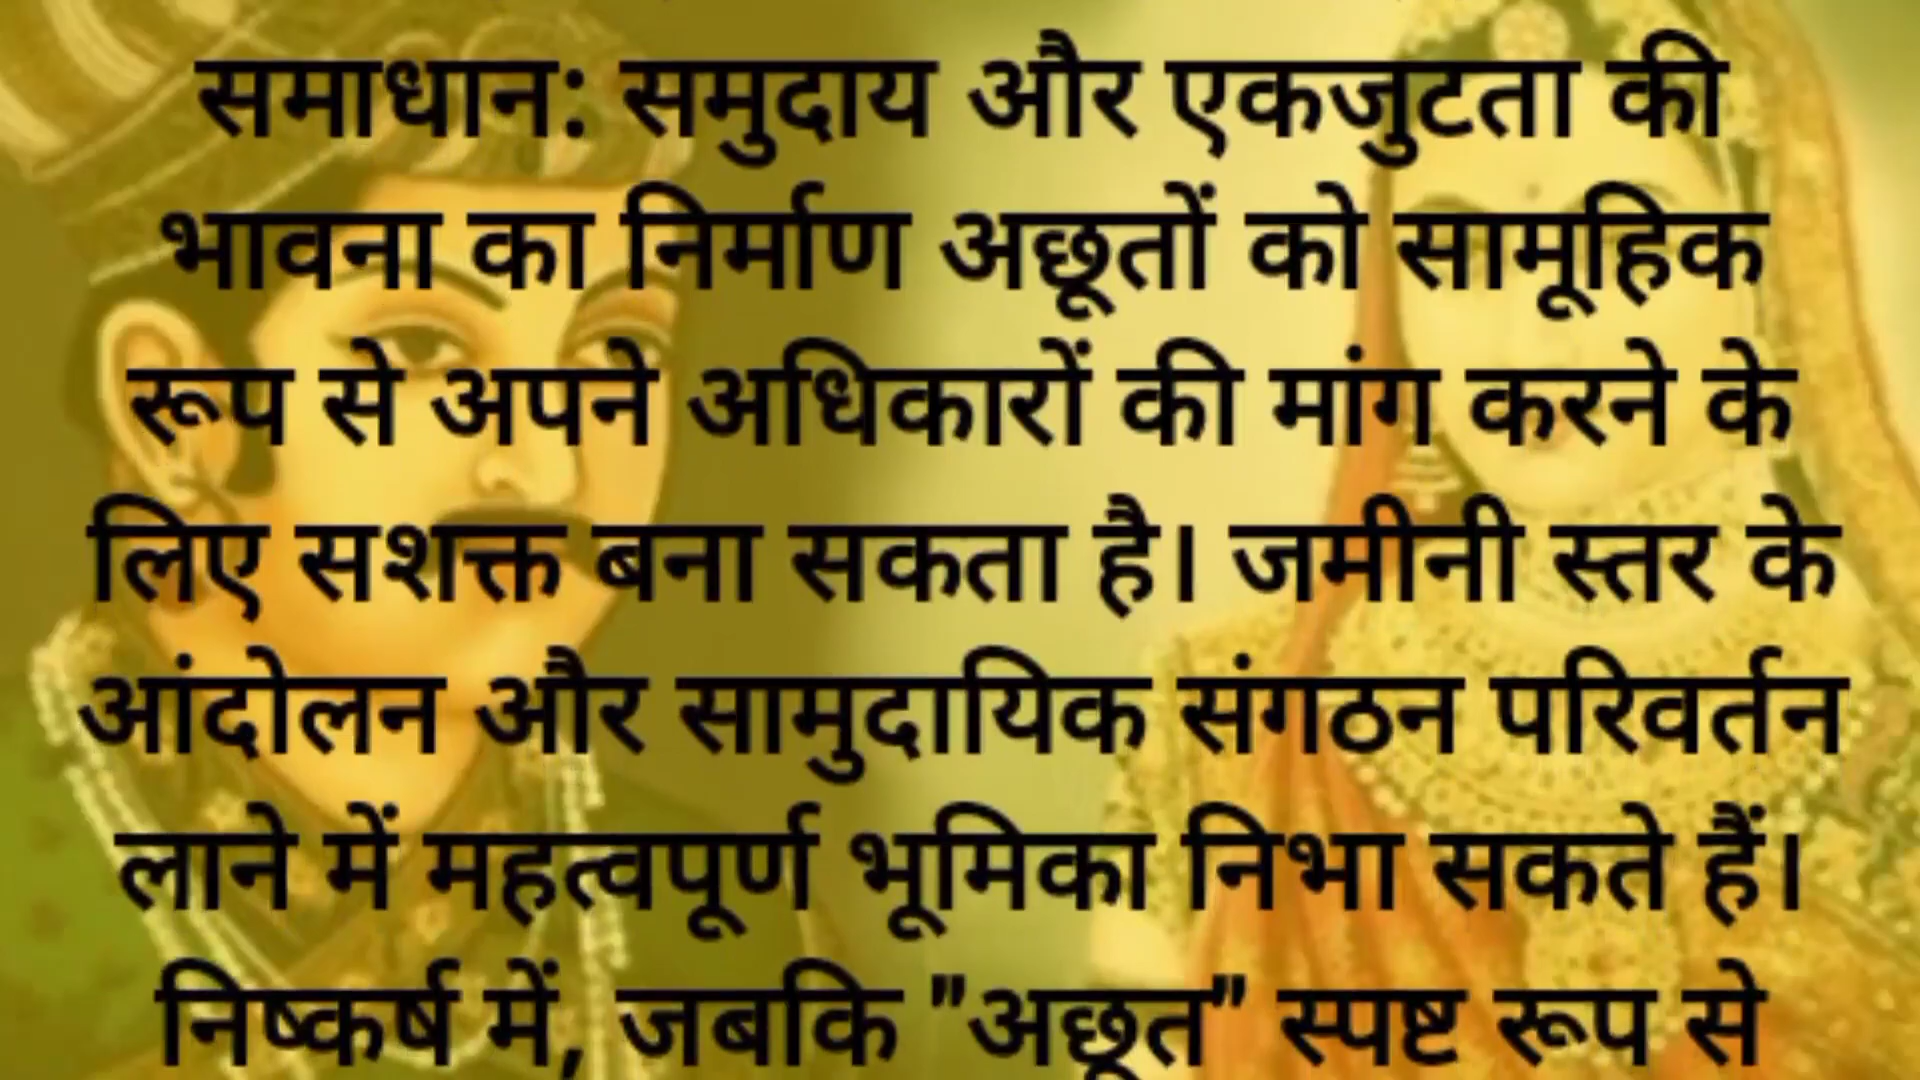 समाधान: समुदाय और एकजुटता की
भावना का निर्माण अछूतों को सामूहिक
रूप से अपने अधिकारों की मांग करने के
लिए सशक्त बना सकता है। जमीनी स्तर के
आंदोलन और सामुदायिक संगठन परिवर्तन
लाने में महत्वपूर्ण भूमिका निभा सकते हैं।
निष्कर्ष में, जबकि "अछूत" स्पष्ट रूप से